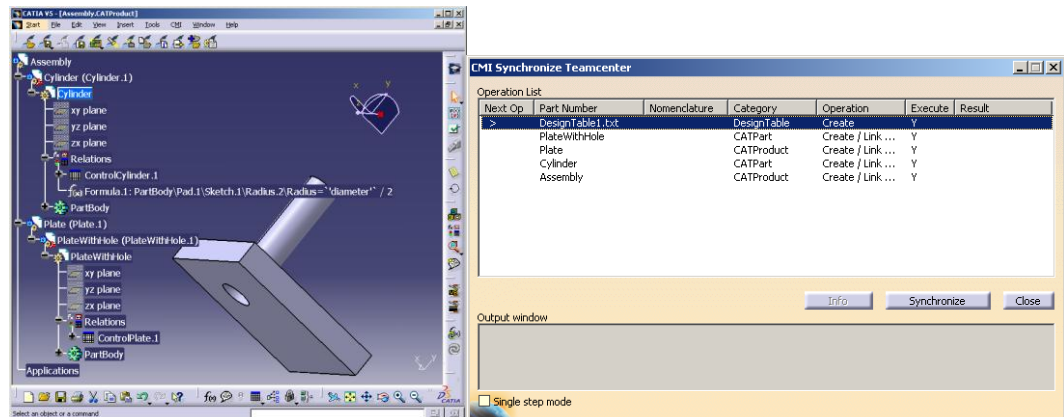 CATIA V5 - [Assembly.CATProduct]
Start File Edit View Insert Tools CMI Window Help
Assembly
Cylinder (Cylinder.1)
Cylinder
xy plane
yz plane
zx plane
Relations
ControlCylinder.1
Formula.1: PartBody\Pad.1\Sketch.1\Radius.2\Radius=`'diameter'` / 2
PartBody
Plate (Plate.1)
PlateWithHole (PlateWithHole.1)
PlateWithHole
xy plane
yz plane
zx plane
Relations
ControlPlate.1
PartBody
Applications
Select an object or a command
CMI Synchronize Teamcenter
Operation List
Next Op Part Number Nomenclature Category Operation Execute Result
> DesignTable1.txt DesignTable Create Y
PlateWithHole CATPart Create / Link ... Y
Plate CATProduct Create / Link ... Y
Cylinder CATPart Create / Link ... Y
Assembly CATProduct Create / Link ... Y
Info Synchronize Close
Output window
Single step mode